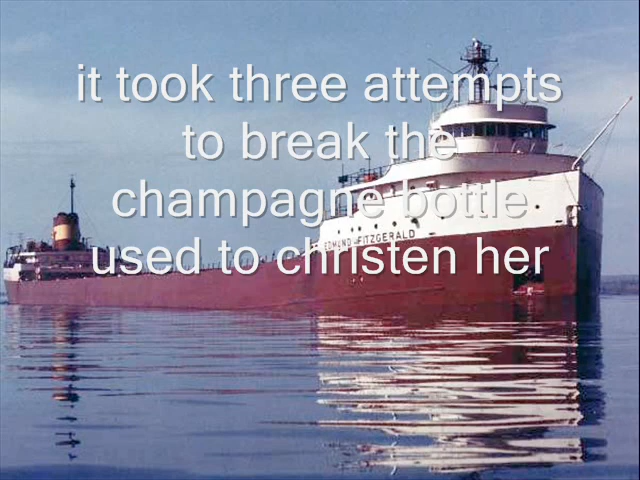 it took three attempts
to break the
champagne bottle
EDMUND FITZGERALD
used to christen her